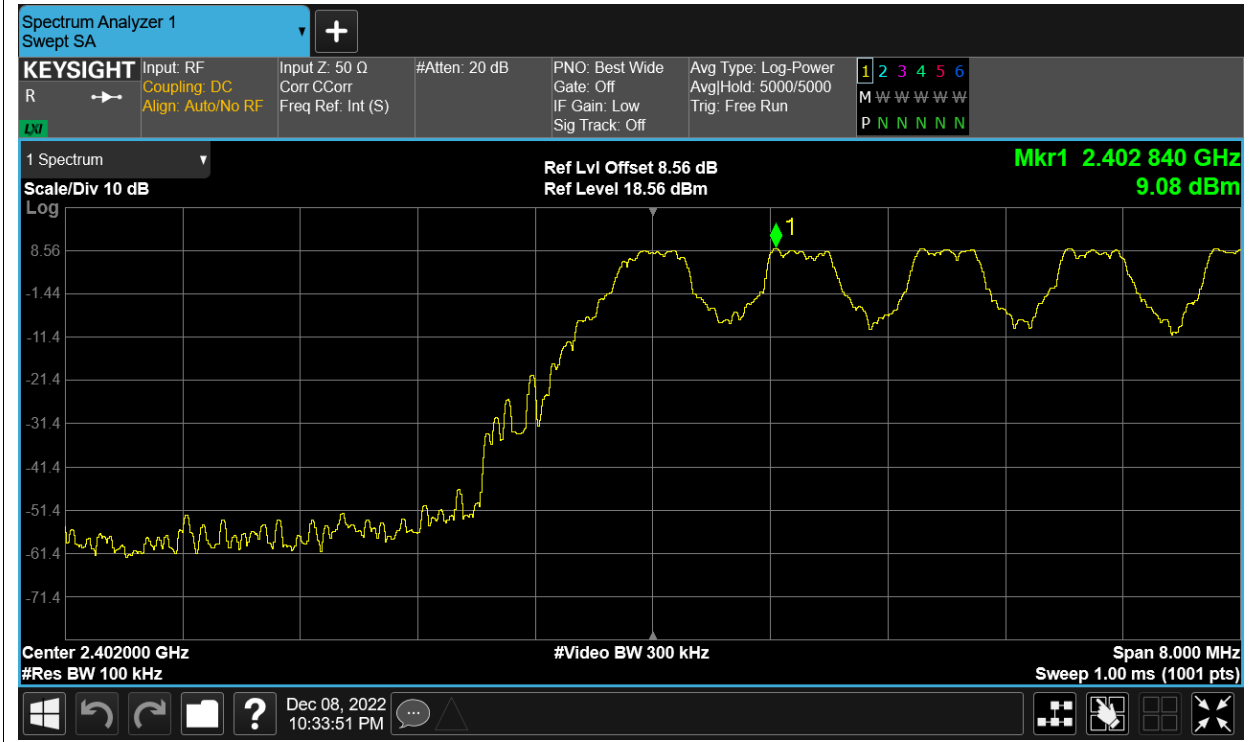 Spectrum Analyzer 1
Swept SA
KEYSIGHT
R
LXI
Input: RF
Coupling: DC
Align: Auto/No RF
Input Z: 50 Ω
Corr CCorr
Freq Ref: Int (S)
#Atten: 20 dB
PNO: Best Wide
Gate: Off
IF Gain: Low
Sig Track: Off
Avg Type: Log-Power
Avg|Hold: 5000/5000
Trig: Free Run
1 2 3 4 5 6
M W W W W W
P N N N N N
1 Spectrum
Scale/Div 10 dB
Ref Lvl Offset 8.56 dB
Ref Level 18.56 dBm
Mkr1 2.402 840 GHz
9.08 dBm
Log
1
8.56
-1.44
-11.4
-21.4
-31.4
-41.4
-51.4
-61.4
-71.4
Center 2.402000 GHz
#Video BW 300 kHz
Span 8.000 MHz
#Res BW 100 kHz
Sweep 1.00 ms (1001 pts)
?
Dec 08, 2022
10:33:51 PM